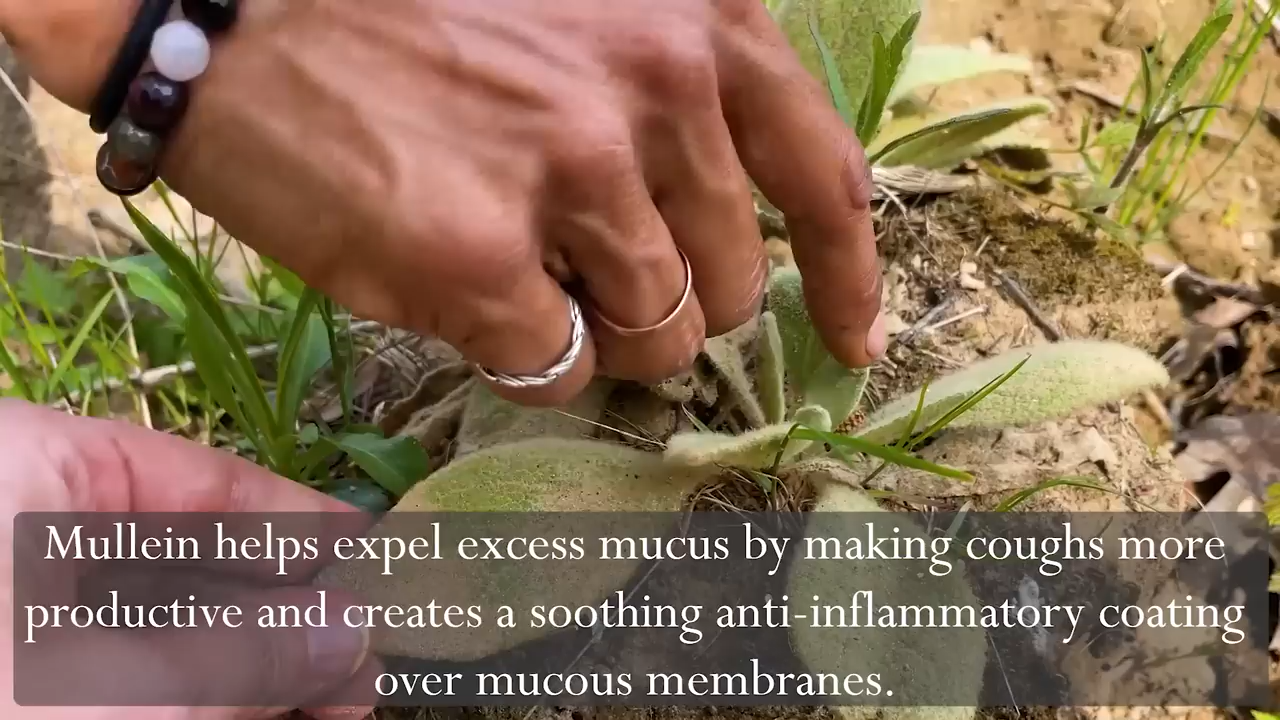 Mullein helps expel excess mucus by making coughs more
productive and creates a soothing anti-inflammatory coating
over mucous membranes.